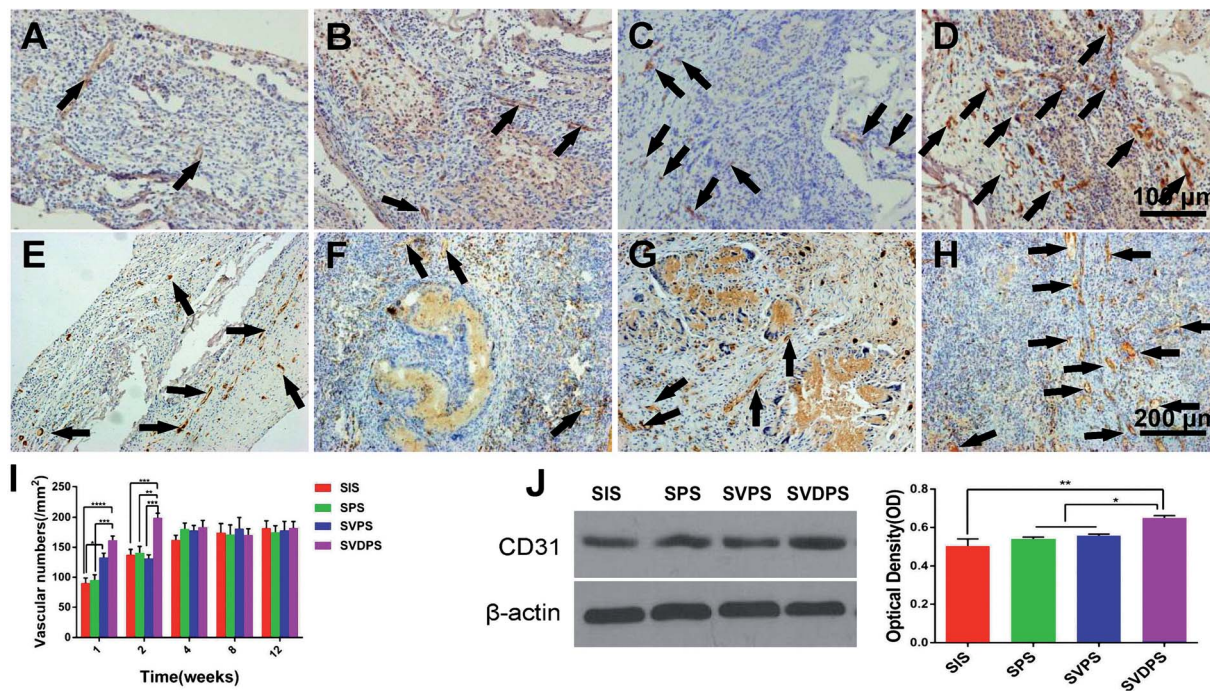 A
B
C
D
100 μm
E
F
G
H
200 μm
I
Vascular numbers(/mm²)
250
200
150
100
50
0
****
***
*
***
**
***
1
2
4
8
12
Time(weeks)
SIS
SPS
SVPS
SVDPS
J
SIS SPS SVPS SVDPS
CD31
β-actin
Optical Density(OD)
0.8
0.6
0.4
0.2
0.0
**
*
SIS
SPS
SVPS
SVDPS